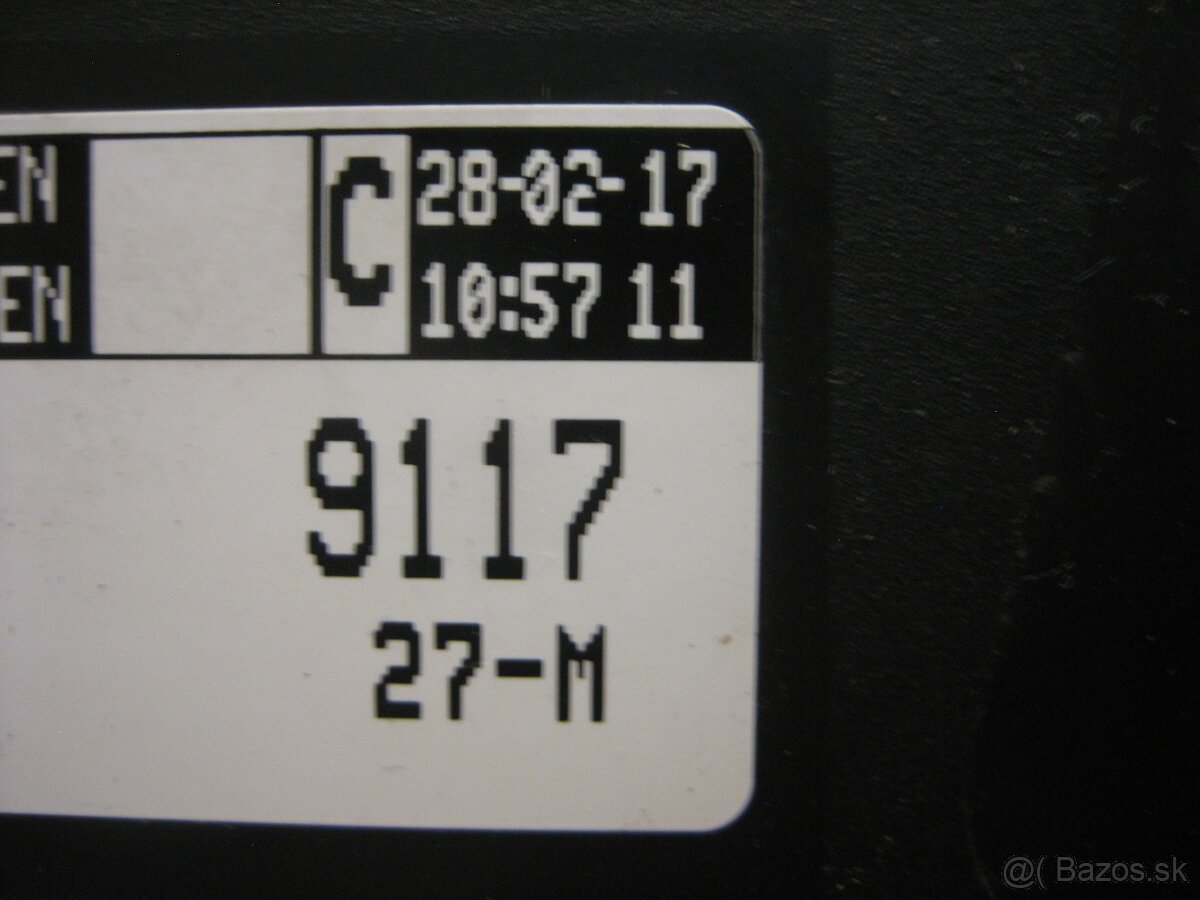 EN C 28-02-17
EN 10:57 11
9117
27-M
@( Bazos.sk